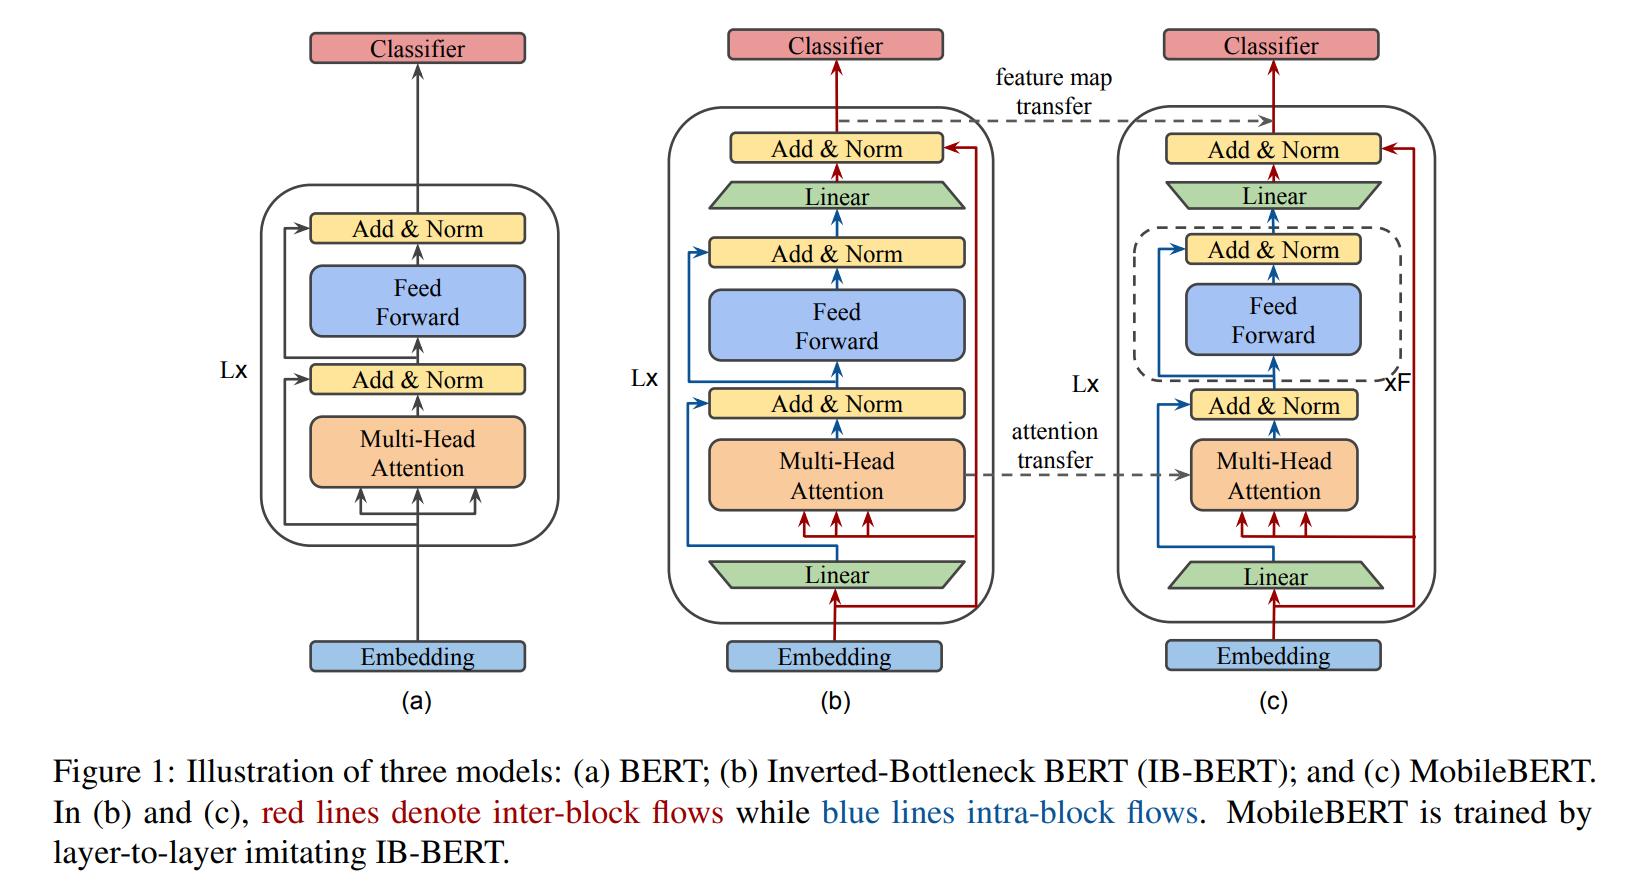 Classifier
Add & Norm
Feed
Forward
Lx
Add & Norm
Multi-Head
Attention
Embedding
(a)
Classifier
Add & Norm
Linear
Add & Norm
Feed
Forward
Lx
Add & Norm
Multi-Head
Attention
Linear
Embedding
(b)
feature map
transfer
attention
transfer
Classifier
Add & Norm
Linear
Add & Norm
Feed
Forward
Lx
xF
Add & Norm
Multi-Head
Attention
Linear
Embedding
(c)
Figure 1: Illustration of three models: (a) BERT; (b) Inverted-Bottleneck BERT (IB-BERT); and (c) MobileBERT.
In (b) and (c), red lines denote inter-block flows while blue lines intra-block flows. MobileBERT is trained by
layer-to-layer imitating IB-BERT.